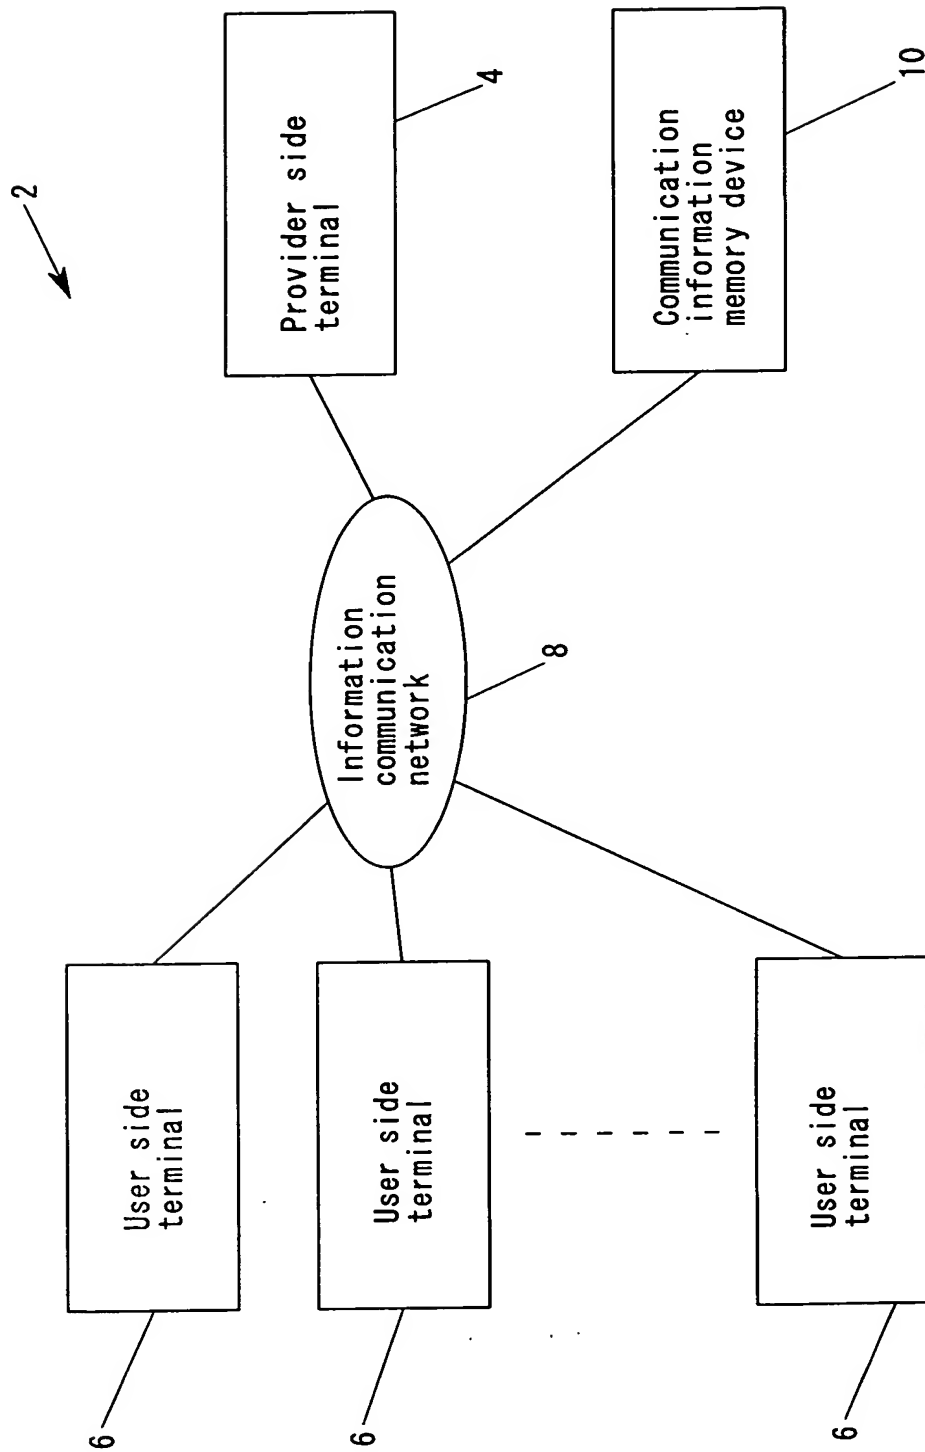 2
Provider side
terminal
4
Communication
information
memory device
10
Information
communication
network
8
User side
terminal
6
User side
terminal
6
User side
terminal
6